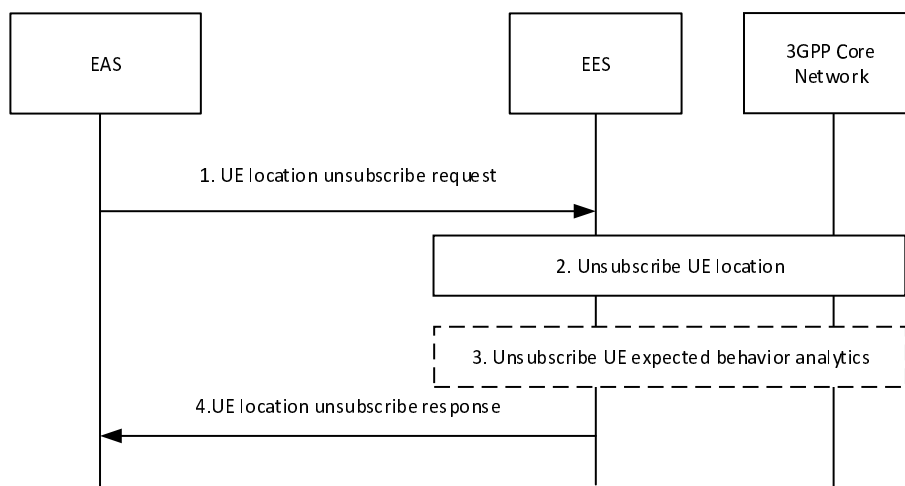 EAS
EES
3GPP Core
Network
1. UE location unsubscribe request
2. Unsubscribe UE location
3. Unsubscribe UE expected behavior analytics
4.UE location unsubscribe response